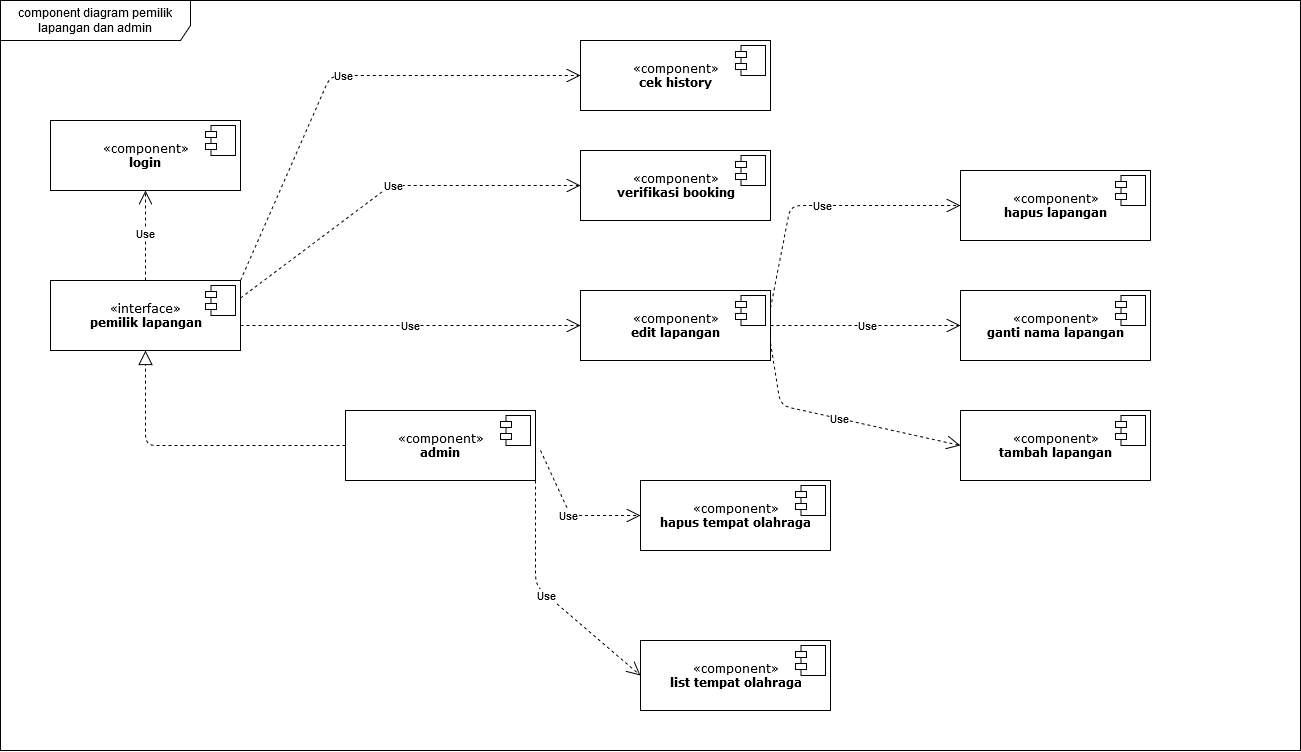 component diagram pemilik
lapangan dan admin
«component»
cek history
Use
«component»
login
«component»
verifikasi booking
Use
«component»
hapus lapangan
Use
Use
«interface»
pemilik lapangan
Use
«component»
edit lapangan
Use
«component»
ganti nama lapangan
Use
«component»
tambah lapangan
«component»
admin
Use
«component»
hapus tempat olahraga
Use
«component»
list tempat olahraga